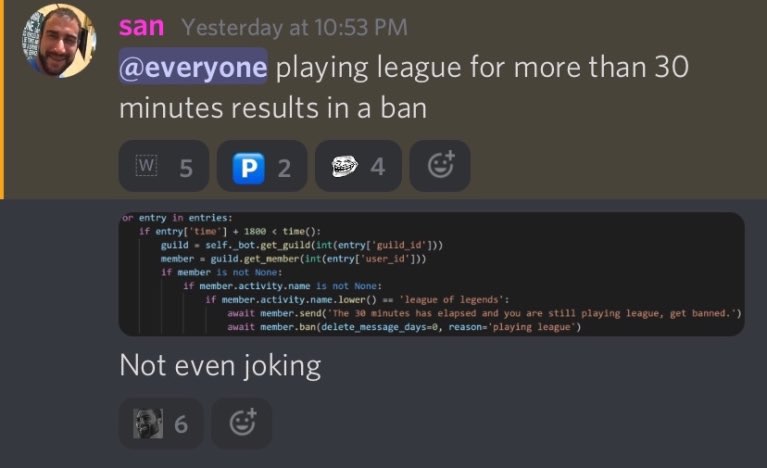 san Yesterday at 10:53 PM
@everyone playing league for more than 30
minutes results in a ban
W 5 P 2 4
or entry in entries:
if entry['time'] + 1800 < time():
guild = self._bot.get_guild(int(entry['guild_id']))
member = guild.get_member(int(entry['user_id']))
if member is not None:
if member.activity.name is not None:
if member.activity.name.lower() == 'league of legends':
await member.send('The 30 minutes has elapsed and you are still playing league, get banned.')
await member.ban(delete_message_days=0, reason='playing league')
Not even joking
6